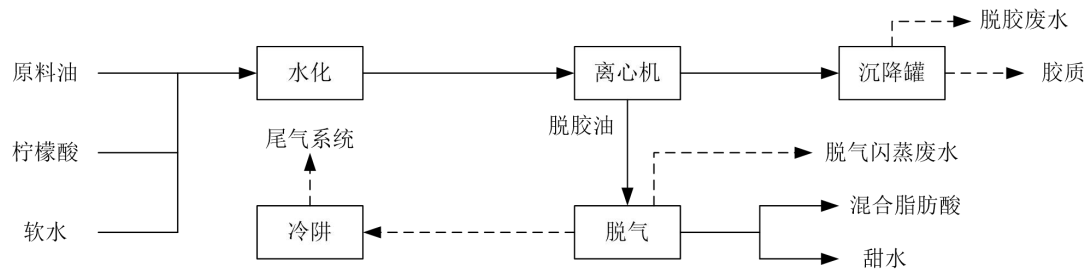 脱胶废水
原料油
水化
离心机
沉降罐
胶质
尾气系统
脱胶油
柠檬酸
脱气闪蒸废水
混合脂肪酸
软水
冷阱
脱气
甜水